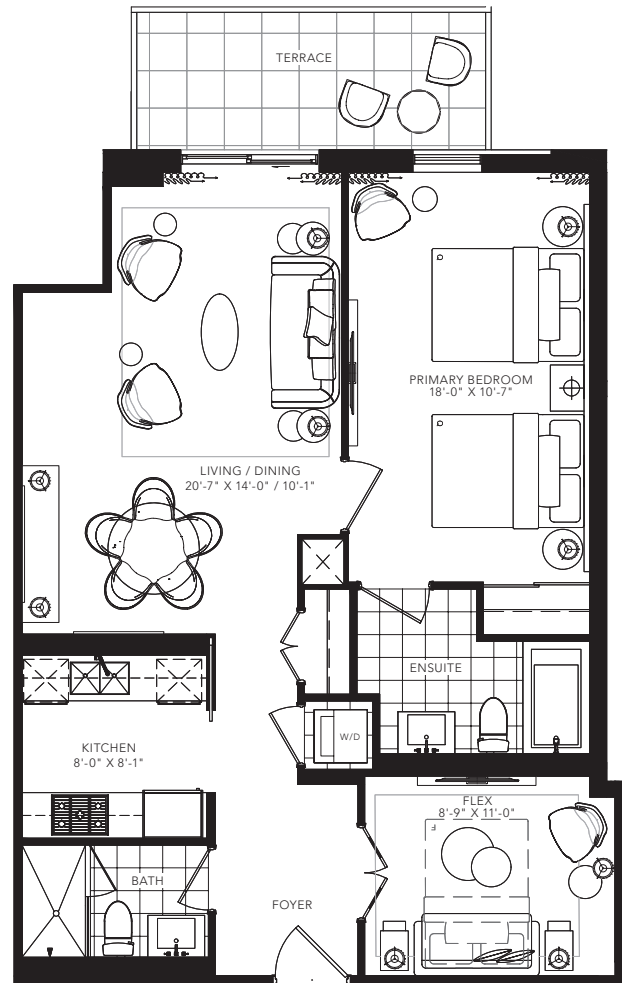 TERRACE
PRIMARY BEDROOM
18'-0" X 10'-7"
LIVING / DINING
20'-7" X 14'-0" / 10'-1"
ENSUITE
W/D
KITCHEN
8'-0" X 8'-1"
FLEX
8'-9" X 11'-0"
BATH
FOYER